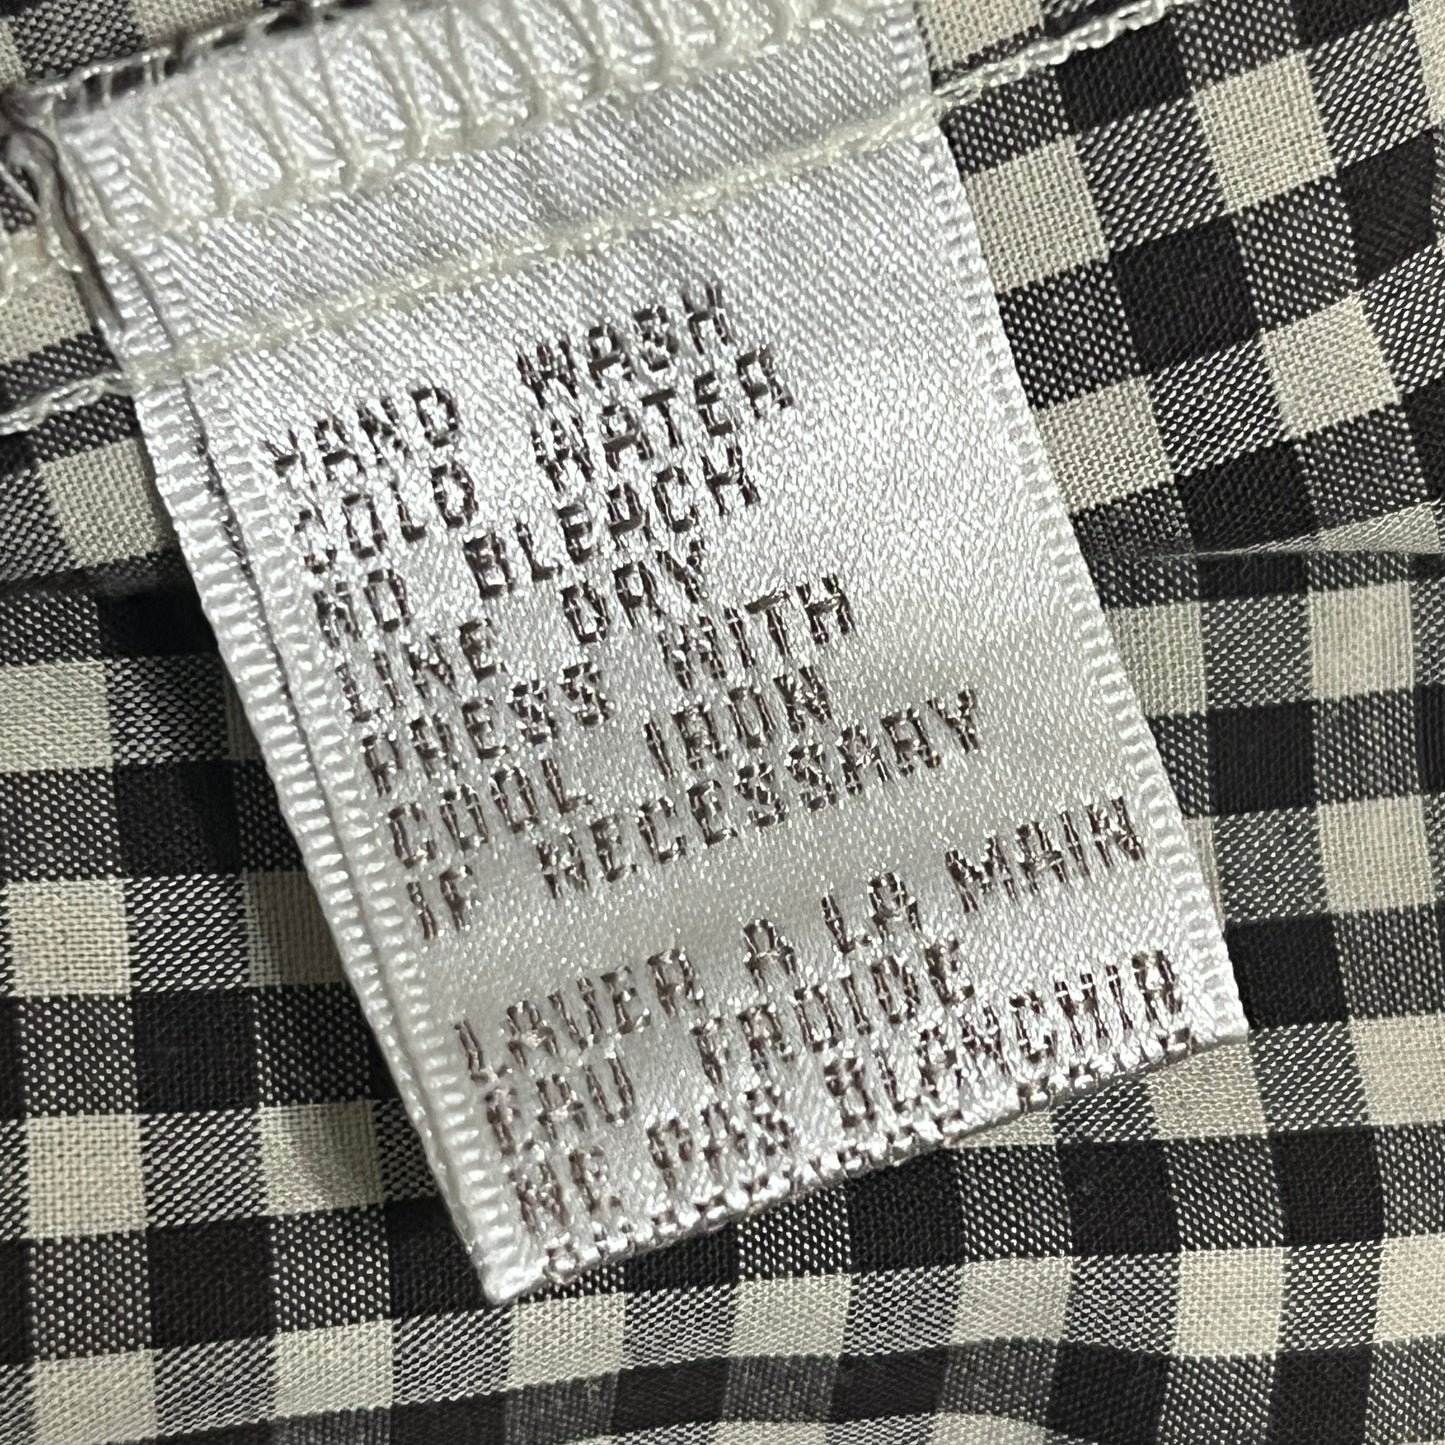 HAND WASH
COLD WATER
NO BLEACH
LINE DRY
PRESS WITH
COOL IRON
IF NECESSARY
LAVER A LA MAIN
EAU FROIDE
NE PAS BLANCHIR